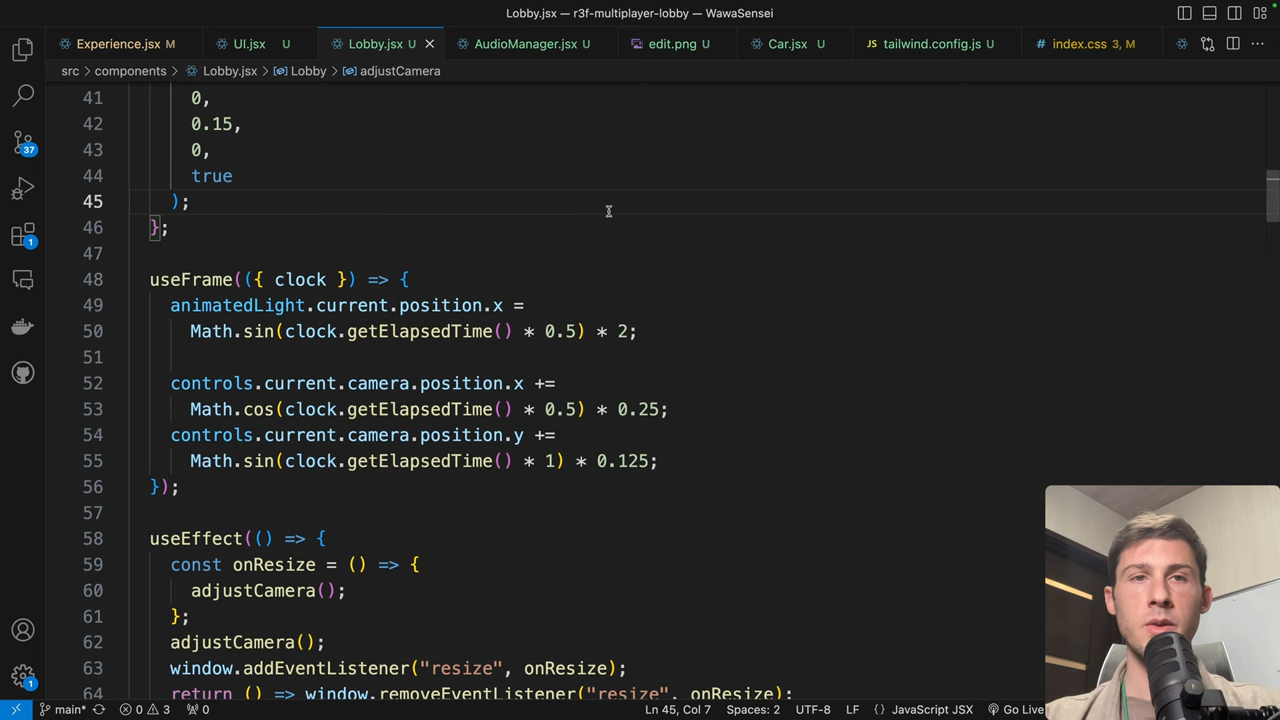 Lobby.jsx — r3f-multiplayer-lobby — WawaSensei
Experience.jsx M UI.jsx U Lobby.jsx U AudioManager.jsx U edit.png U Car.jsx U tailwind.config.js U index.css 3, M
src > components > Lobby.jsx > Lobby > adjustCamera
41 0,
42 0.15,
43 0,
44 true
45 );
46 };
47
48 useFrame(({ clock }) => {
49 animatedLight.current.position.x =
50 Math.sin(clock.getElapsedTime() * 0.5) * 2;
51
52 controls.current.camera.position.x +=
53 Math.cos(clock.getElapsedTime() * 0.5) * 0.25;
54 controls.current.camera.position.y +=
55 Math.sin(clock.getElapsedTime() * 1) * 0.125;
56 });
57
58 useEffect(() => {
59 const onResize = () => {
60 adjustCamera();
61 };
62 adjustCamera();
63 window.addEventListener("resize", onResize);
64 return () => window.removeEventListener("resize", onResize);
37
1
1
main* 0 3 0 Ln 45, Col 7 Spaces: 2 UTF-8 LF {} JavaScript JSX Go Live